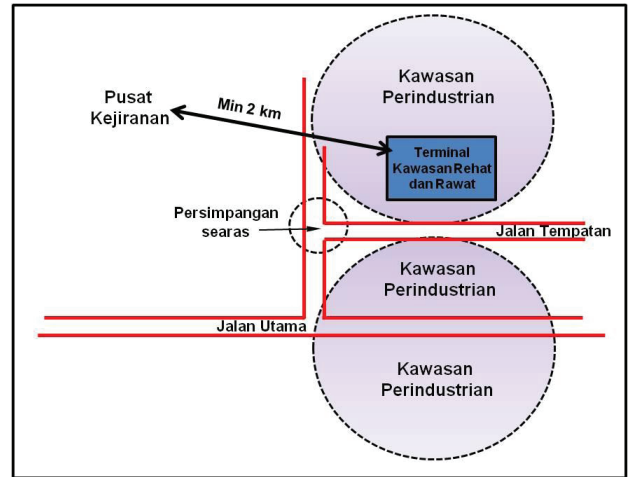 Kawasan
Perindustrian
Pusat
Kejiranan
Min 2 km
Terminal
Kawasan Rehat
dan Rawat
Persimpangan
searas
Jalan Tempatan
Kawasan
Perindustrian
Jalan Utama
Kawasan
Perindustrian